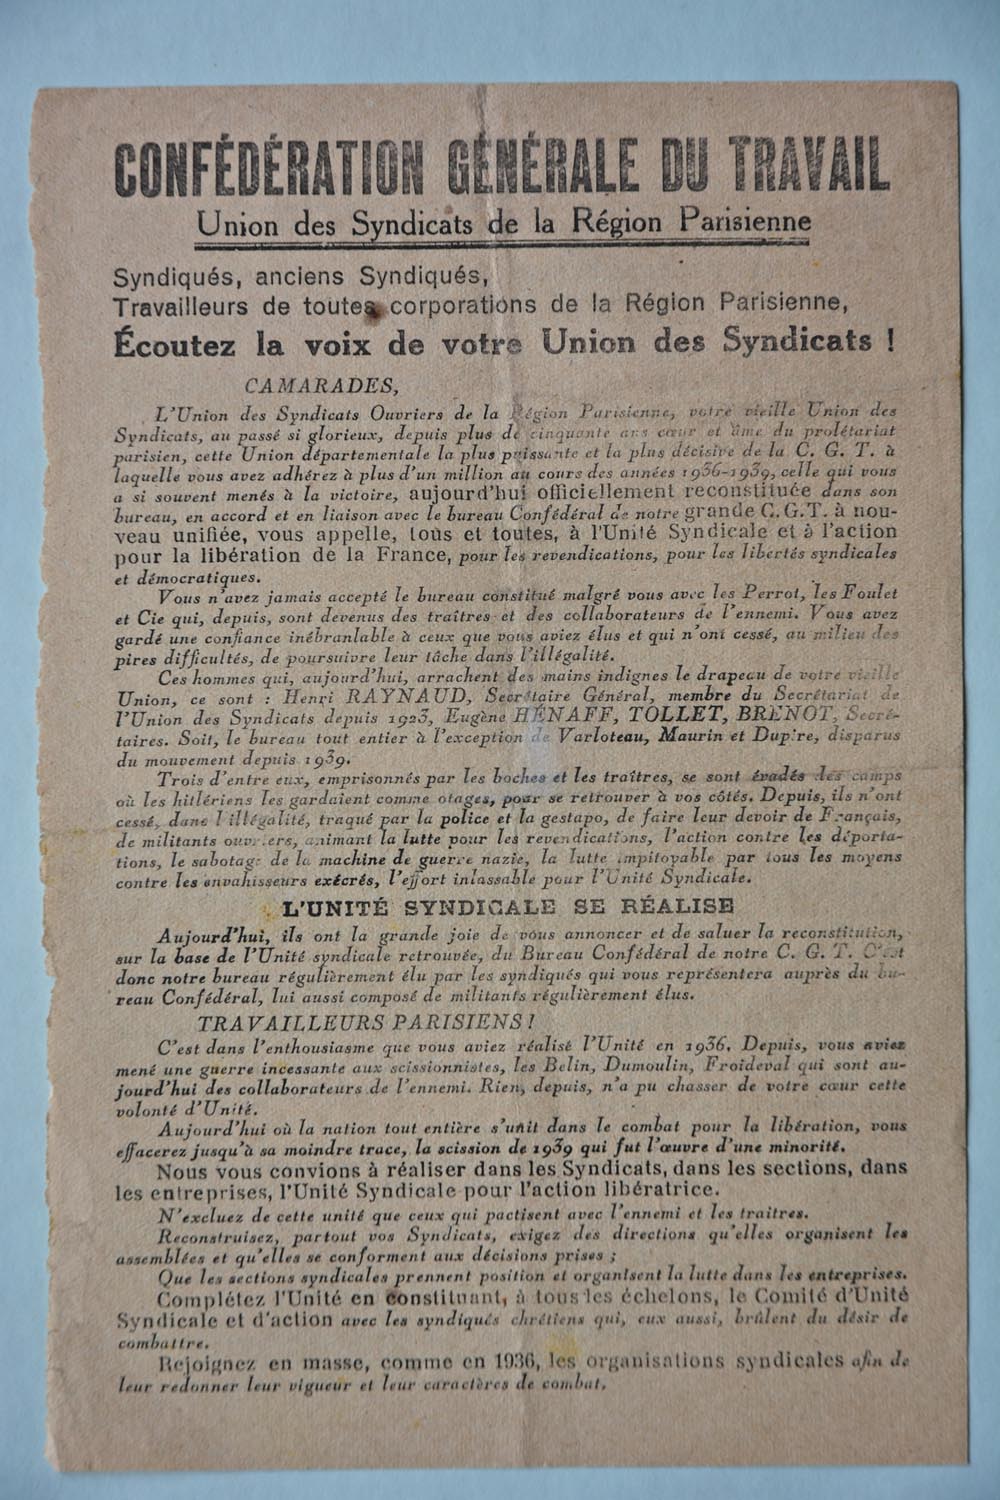 CONFÉDÉRATION GÉNÉRALE DU TRAVAIL
Union des Syndicats de la Région Parisienne
Syndiqués, anciens Syndiqués,
Travailleurs de toutes corporations de la Région Parisienne,
Écoutez la voix de votre Union des Syndicats !
CAMARADES,
L'Union des Syndicats Ouvriers de la Région Parisienne, votre vieille Union des
Syndicats, au passé si glorieux, depuis plus de cinquante ans cœur et âme du prolétariat
parisien, cette Union départementale la plus puissante et la plus décisive de la C. G. T. à
laquelle vous avez adhérez à plus d'un million au cours des années 1936-1939, celle qui vous
a si souvent menés à la victoire, aujourd'hui officiellement reconstituée dans son
bureau, en accord et en liaison avec le bureau Confédéral de notre grande C.G.T. à nou-
veau unifiée, vous appelle, tous et toutes, à l'Unité Syndicale et à l'action
pour la libération de la France, pour les revendications, pour les libertés syndicales
et démocratiques.
Vous n'avez jamais accepté le bureau constitué malgré vous avec les Perrot, les Foulet
et Cie qui, depuis, sont devenus des traîtres et des collaborateurs de l'ennemi. Vous avez
gardé une confiance inébranlable à ceux que vous aviez élus et qui n'ont cessé, au milieu des
pires difficultés, de poursuivre leur tâche dans l'illégalité.
Ces hommes qui, aujourd'hui, arrachent des mains indignes le drapeau de votre vieille
Union, ce sont : Henri RAYNAUD, Secrétaire Général, membre du Secrétariat de
l'Union des Syndicats depuis 1923, Eugène HÉNAFF, TOLLET, BRENOT, Secré-
taires. Soit, le bureau tout entier à l'exception de Varloteau, Maurin et Dupire, disparus
du mouvement depuis 1939.
Trois d'entre eux, emprisonnés par les boches et les traîtres, se sont évadés des camps
où les hitlériens les gardaient comme otages, pour se retrouver à vos côtés. Depuis, ils n'ont
cessé, dans l'illégalité, traqué par la police et la gestapo, de faire leur devoir de Français,
de militants ouvriers, animant la lutte pour les revendications, l'action contre les déporta-
tions, le sabotage de la machine de guerre nazie, la lutte impitoyable par tous les moyens
contre les envahisseurs exécrés, l'effort inlassable pour l'Unité Syndicale.
L'UNITÉ SYNDICALE SE RÉALISE
Aujourd'hui, ils ont la grande joie de vous annoncer et de saluer la reconstitution,
sur la base de l'Unité syndicale retrouvée, du Bureau Confédéral de notre C. G. T. C'est
donc notre bureau régulièrement élu par les syndiqués qui vous représentera auprès du bu-
reau Confédéral, lui aussi composé de militants régulièrement élus.
TRAVAILLEURS PARISIENS !
C'est dans l'enthousiasme que vous aviez réalisé l'Unité en 1936. Depuis, vous aviez
mené une guerre incessante aux scissionnistes, les Belin, Dumoulin, Froideval qui sont au-
jourd'hui des collaborateurs de l'ennemi. Rien, depuis, n'a pu chasser de votre cœur cette
volonté d'Unité.
Aujourd'hui où la nation tout entière s'unit dans le combat pour la libération, vous
effacerez jusqu'à sa moindre trace, la scission de 1939 qui fut l'œuvre d'une minorité.
Nous vous convions à réaliser dans les Syndicats, dans les sections, dans
les entreprises, l'Unité Syndicale pour l'action libératrice.
N'excluez de cette unité que ceux qui pactisent avec l'ennemi et les traitres.
Reconstruisez, partout vos Syndicats, exigez des directions qu'elles organisent les
assemblées et qu'elles se conforment aux décisions prises ;
Que les sections syndicales prennent position et organisent la lutte dans les entreprises.
Complétez l'Unité en constituant, à tous les échelons, le Comité d'Unité
Syndicale et d'action avec les syndiqués chrétiens qui, eux aussi, brûlent du désir de
combattre.
Rejoignez en masse, comme en 1936, les organisations syndicales afin de
leur redonner leur vigueur et leur caractères de combat.